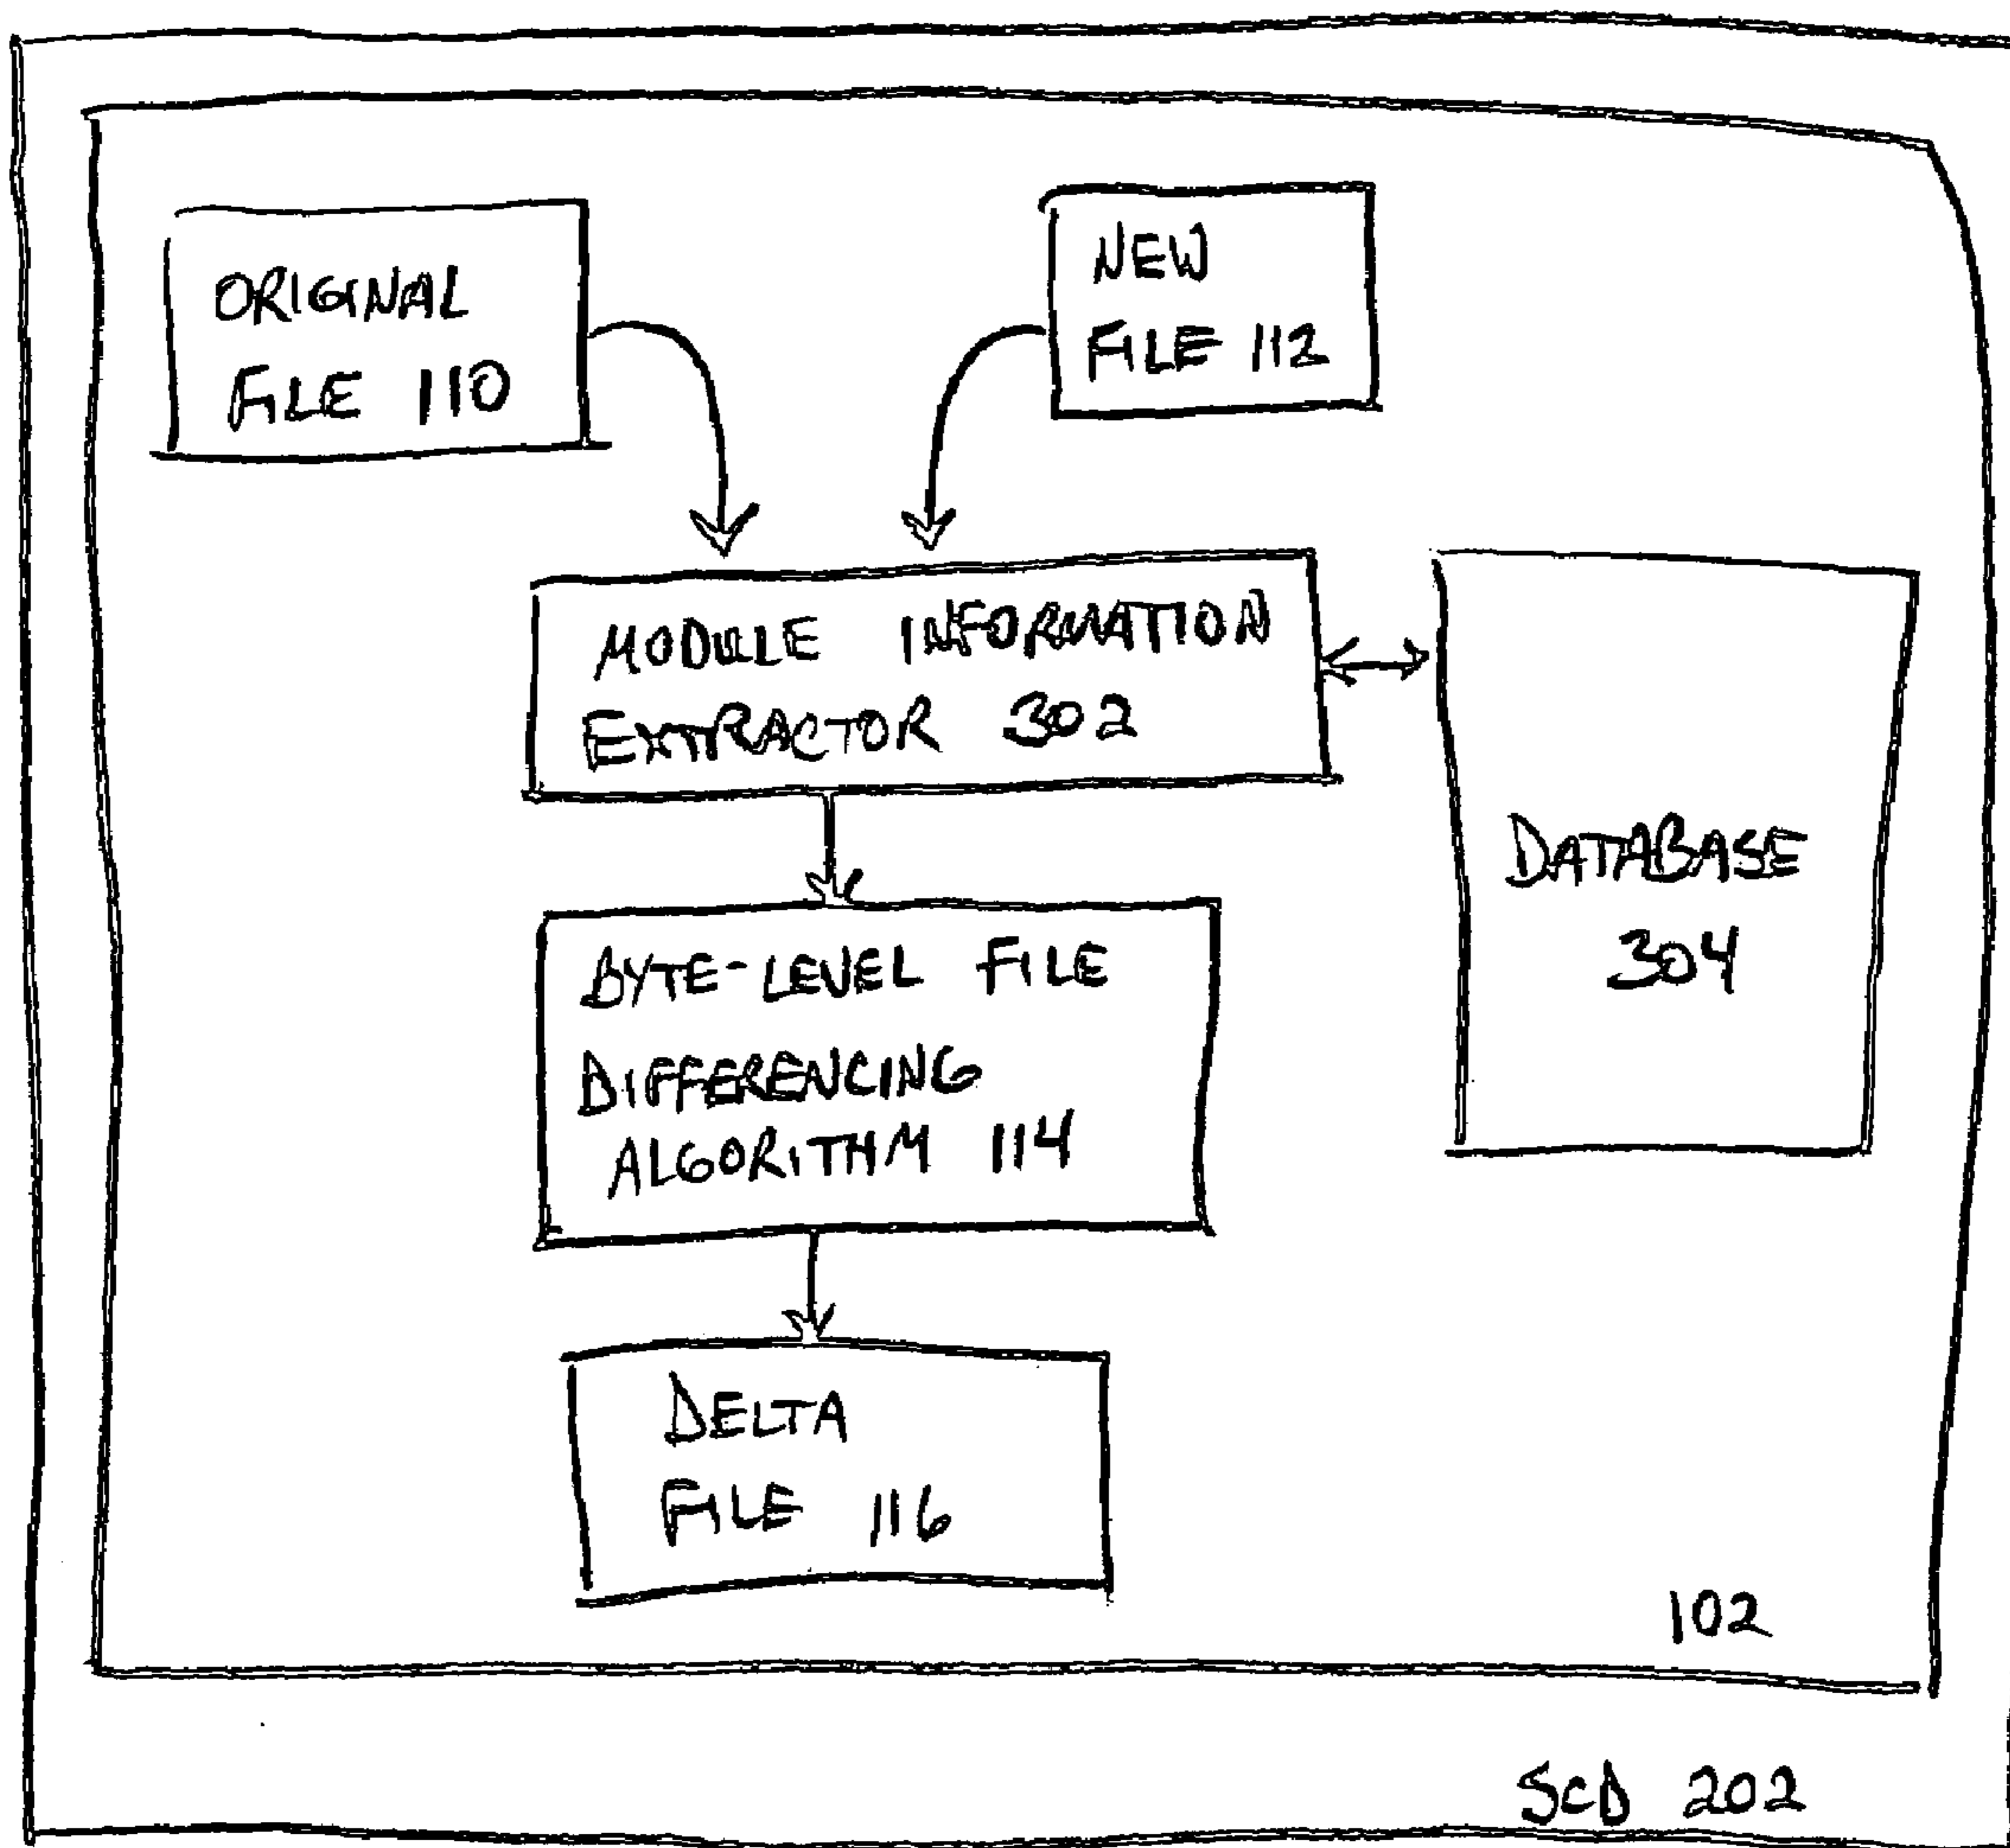 ORIGINAL
FILE 110
NEW
FILE 112
MODULE INFORMATION
EXTRACTOR 302
DATABASE
304
BYTE-LEVEL FILE
DIFFERENCING
ALGORITHM 114
DELTA
FILE 116
102
SCD 202